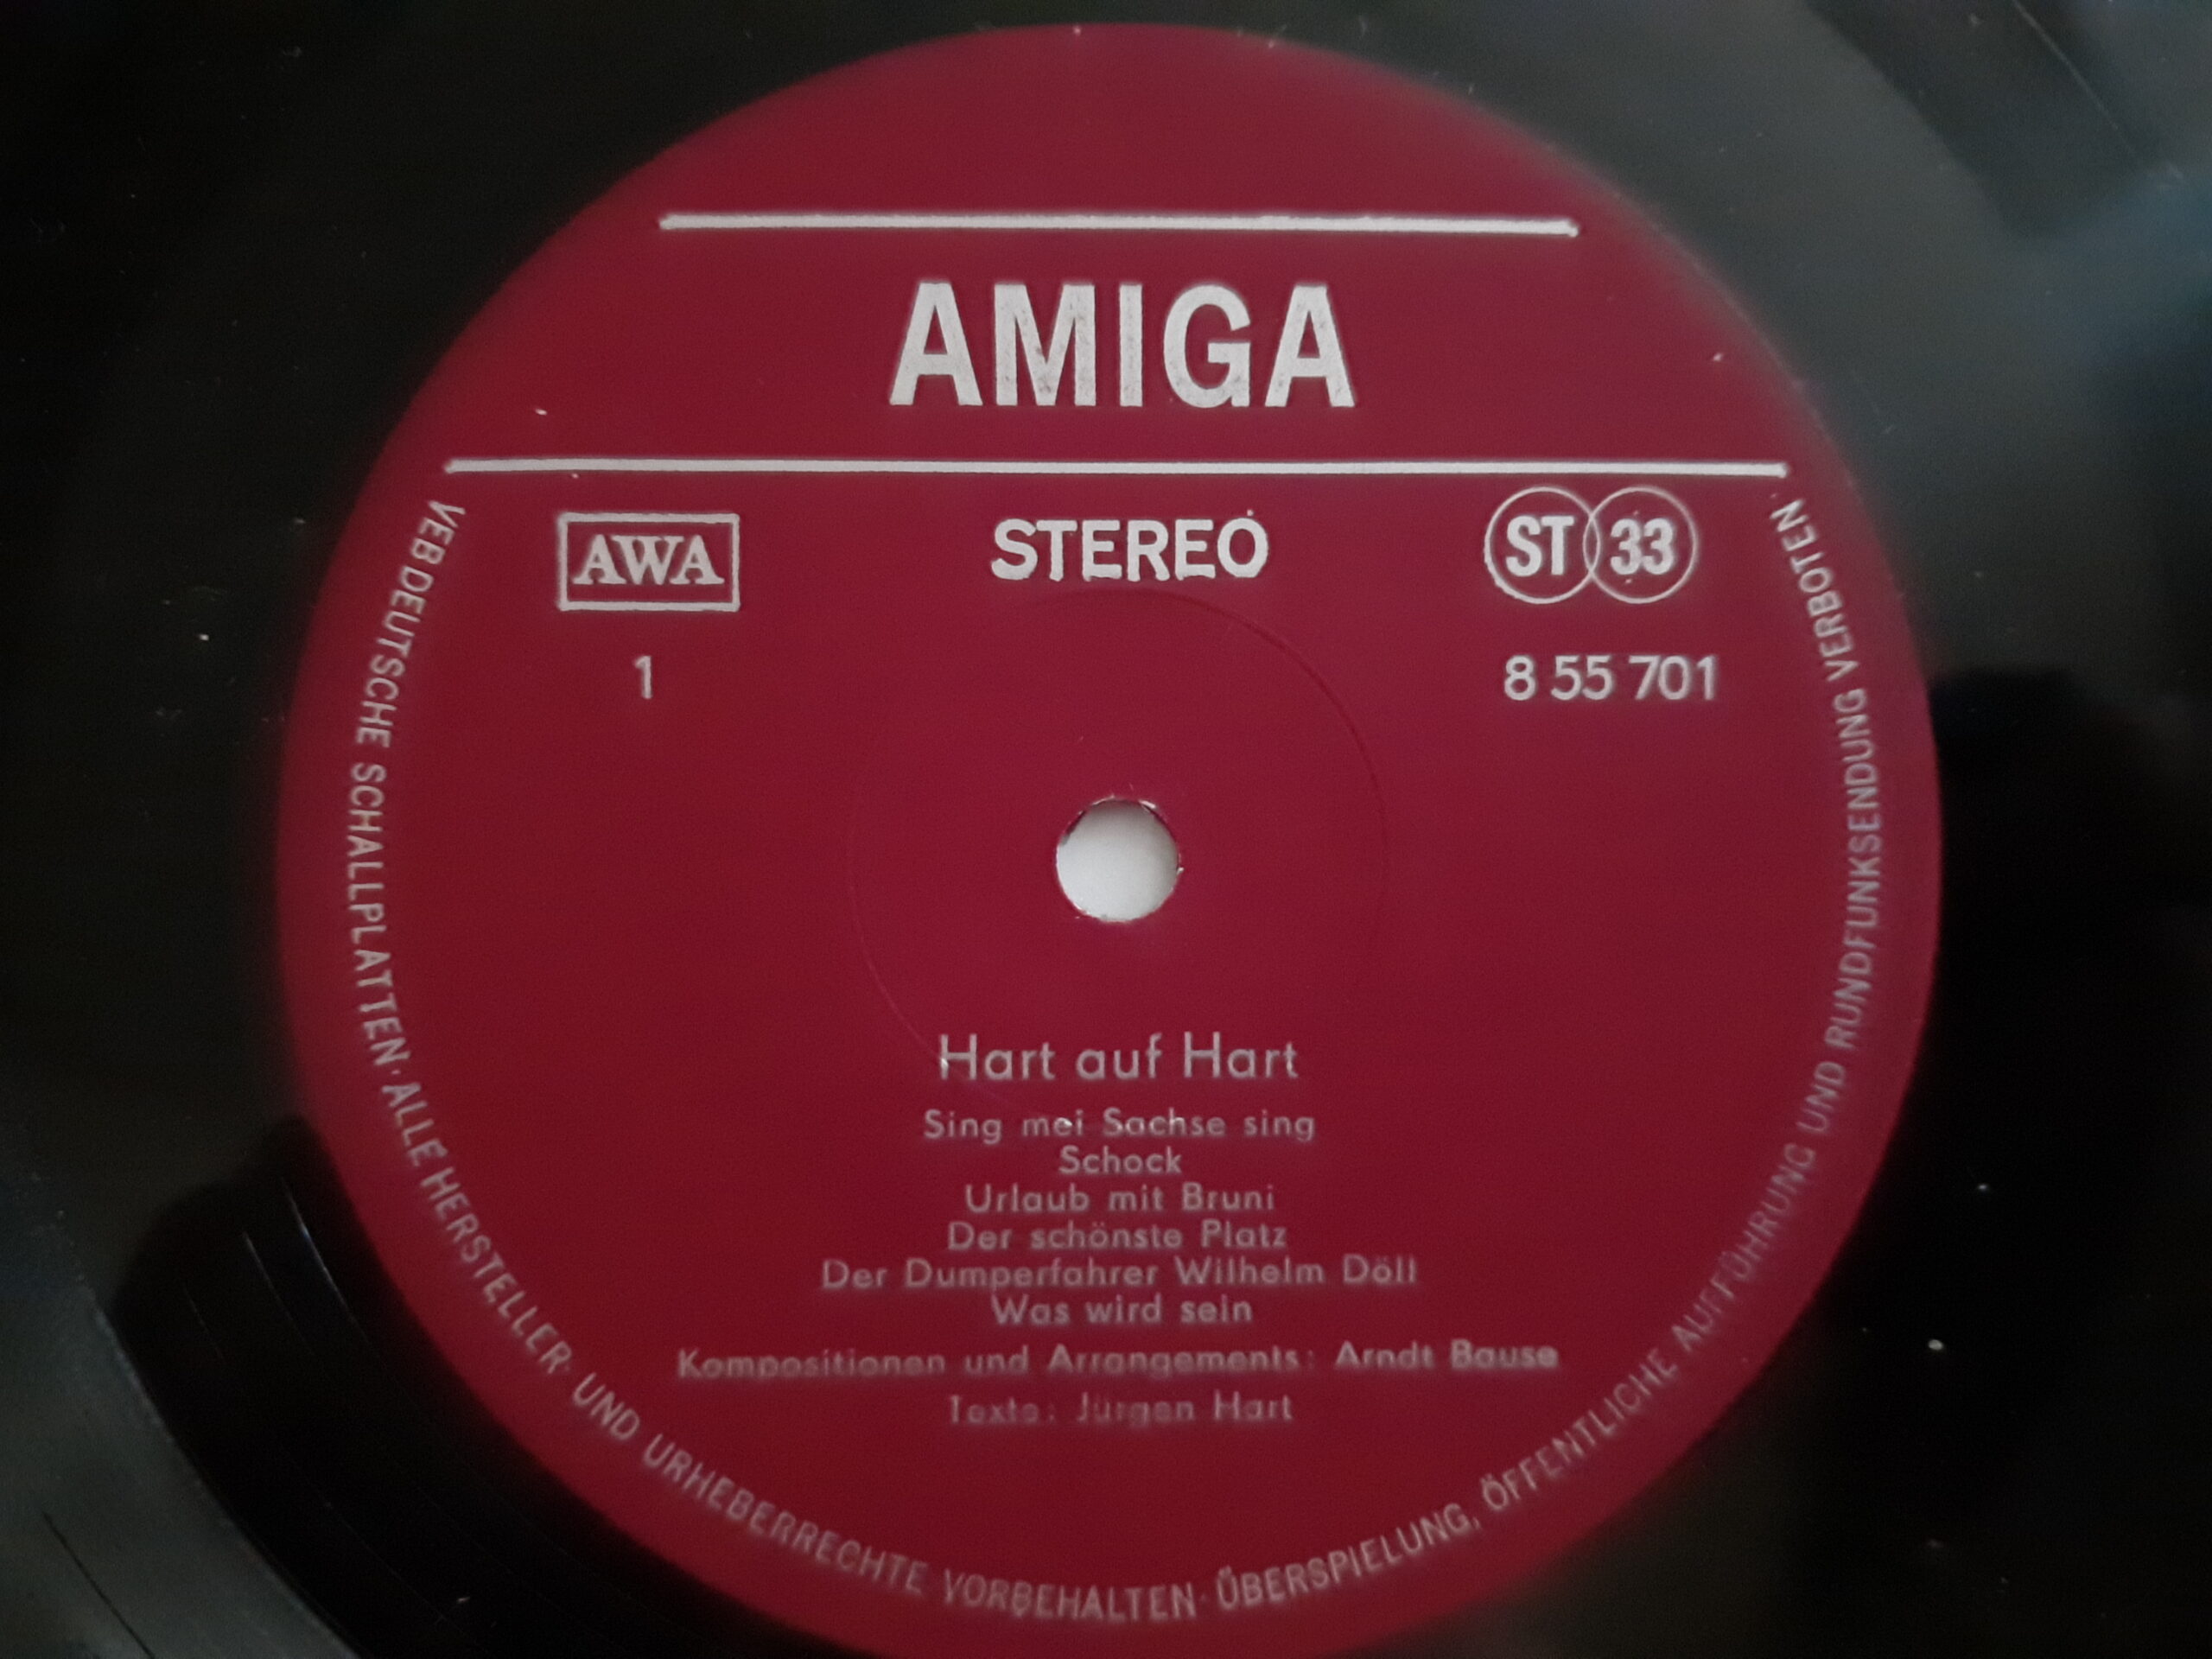 AMIGA
AWA
STEREO
ST 33
1
8 55 701
Hart auf Hart
Sing mei Sachse sing
Schock
Urlaub mit Bruni
Der schönste Platz
Der Dumperfahrer Wilhelm Döll
Was wird sein
Kompositionen und Arrangements: Arndt Bause
Texte: Jürgen Hart
VEB DEUTSCHE SCHALLPLATTEN · ALLE HERSTELLER- UND URHEBERRECHTE VORBEHALTEN · ÜBERSPIELUNG, ÖFFENTLICHE AUFFÜHRUNG UND RUNDFUNKSENDUNG VERBOTEN